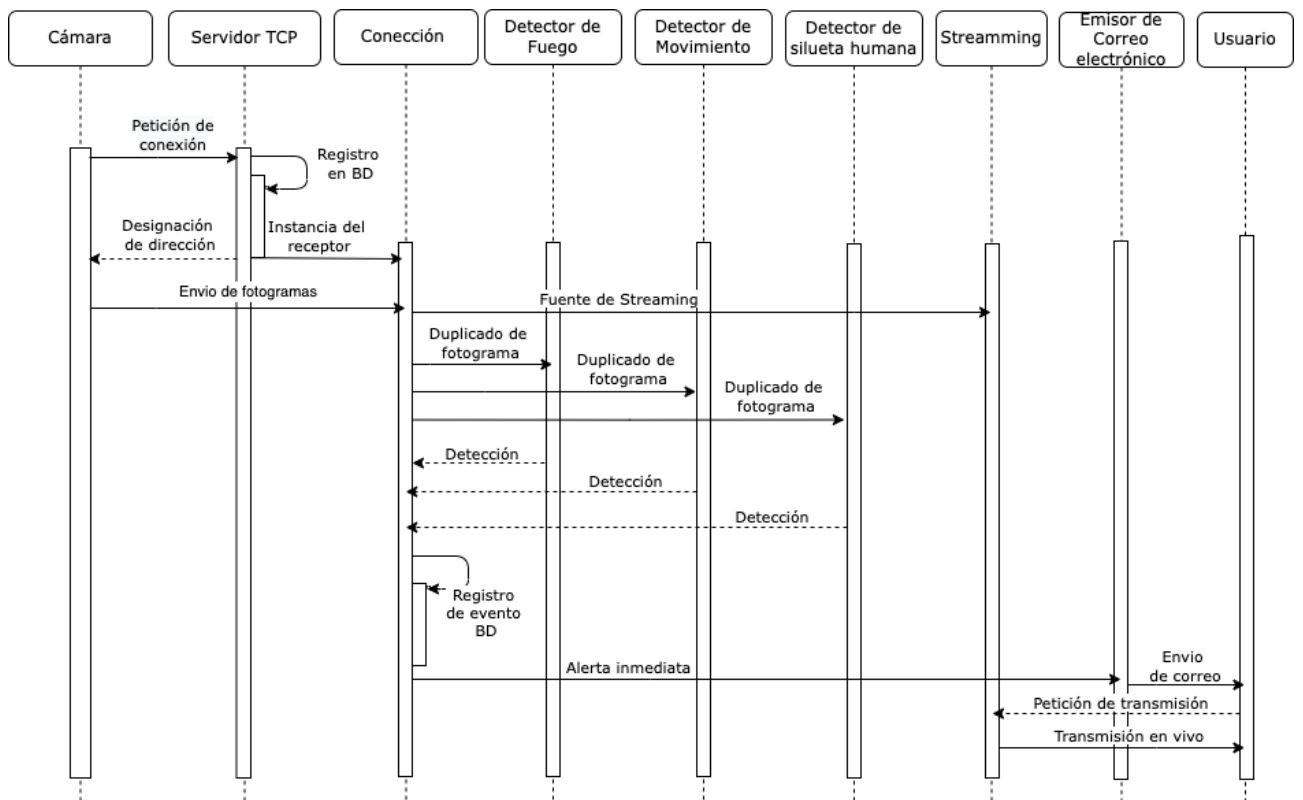 Cámara
Servidor TCP
Conección
Detector de
Fuego
Detector de
Movimiento
Detector de
silueta humana
Streamming
Emisor de
Correo
electrónico
Usuario
Petición de
conexión
Registro
en BD
Designación
de dirección
Instancia del
receptor
Envio de fotogramas
Fuente de Streaming
Duplicado de
fotograma
Duplicado de
fotograma
Duplicado de
fotograma
Detección
Detección
Detección
Registro
de evento
BD
Alerta inmediata
Envio
de correo
Petición de transmisión
Transmisión en vivo